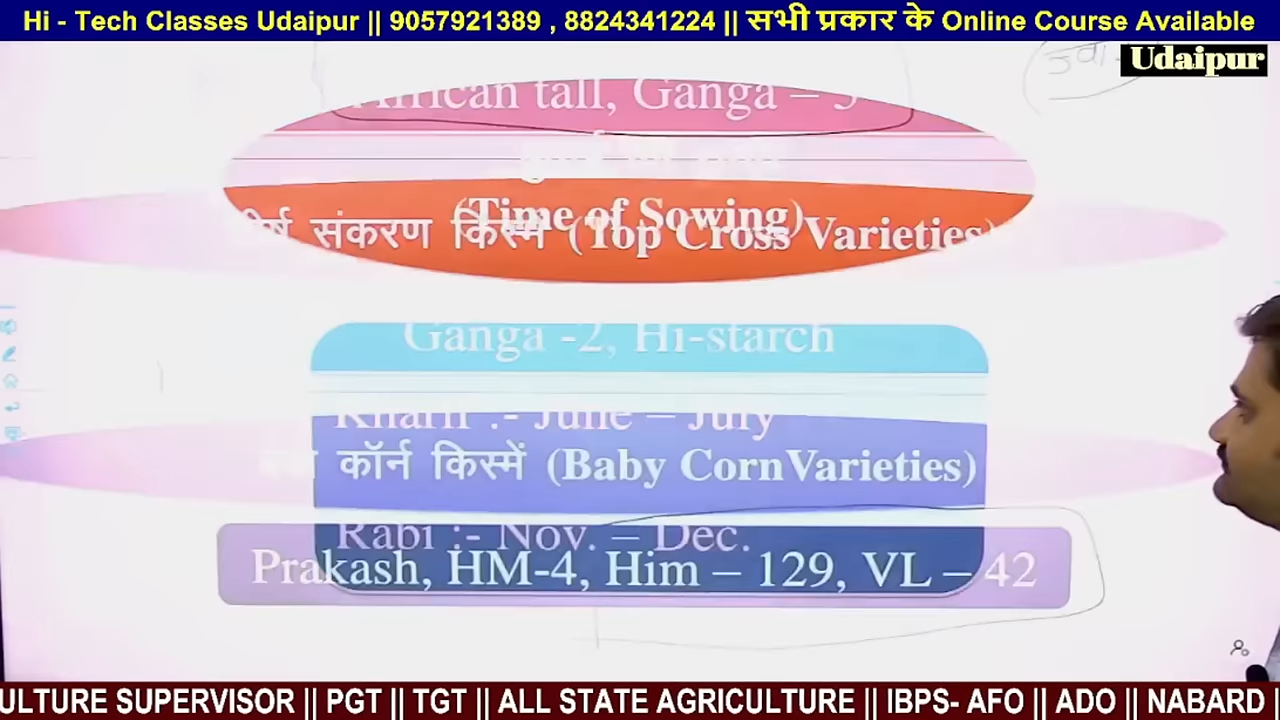 Hi - Tech Classes Udaipur || 9057921389 , 8824341224 || सभी प्रकार के Online Course Available
Udaipur
African tall, Ganga – 5
(Time of Sowing)
संकरण किस्में (Top Cross Varieties)
Ganga -2, Hi-starch
Kharif :- June – July
कॉर्न किस्में (Baby CornVarieties)
Rabi :- Nov. – Dec.
Prakash, HM-4, Him – 129, VL – 42
ULTURE SUPERVISOR || PGT || TGT || ALL STATE AGRICULTURE || IBPS- AFO || ADO || NABARD